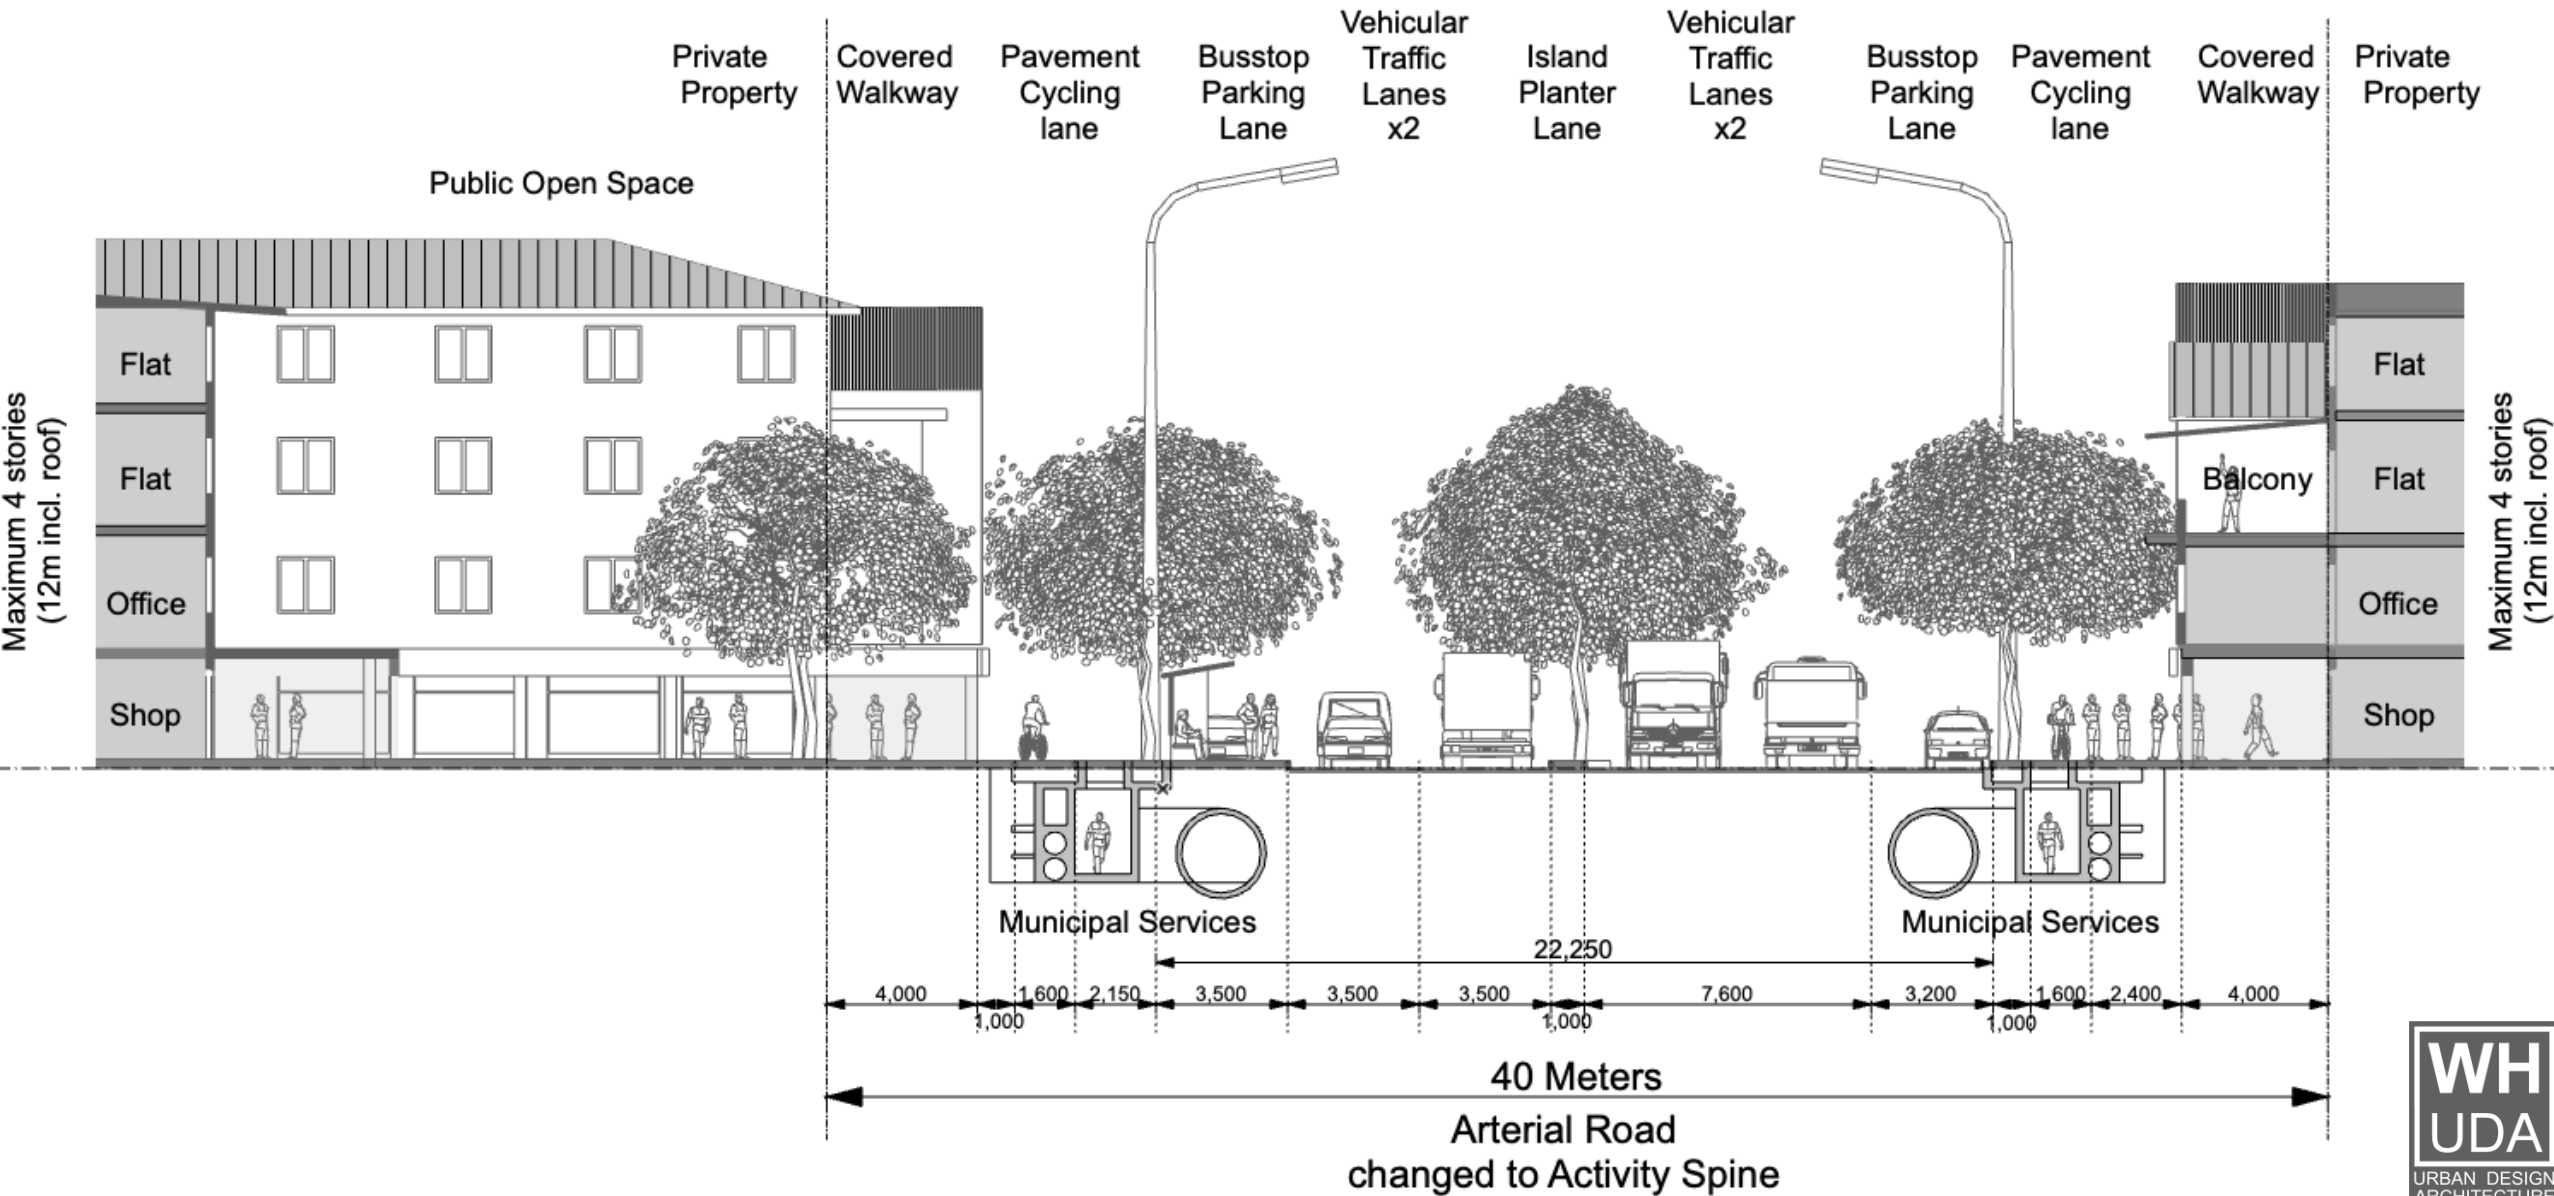 Private
Property
Covered
Walkway
Pavement
Cycling
lane
Busstop
Parking
Lane
Vehicular
Traffic
Lanes
x2
Island
Planter
Lane
Vehicular
Traffic
Lanes
x2
Busstop
Parking
Lane
Pavement
Cycling
lane
Covered
Walkway
Private
Property
Public Open Space
Maximum 4 stories
(12m incl. roof)
Flat
Flat
Office
Shop
Flat
Balcony
Flat
Office
Shop
Maximum 4 stories
(12m incl. roof)
Municipal Services
Municipal Services
22,250
4,000
1,000
1,600
2,150
3,500
3,500
3,500
1,000
7,600
3,200
1,000
1,600
2,400
4,000
40 Meters
Arterial Road
changed to Activity Spine
WH
UDA
URBAN DESIGN
ARCHITECTURE